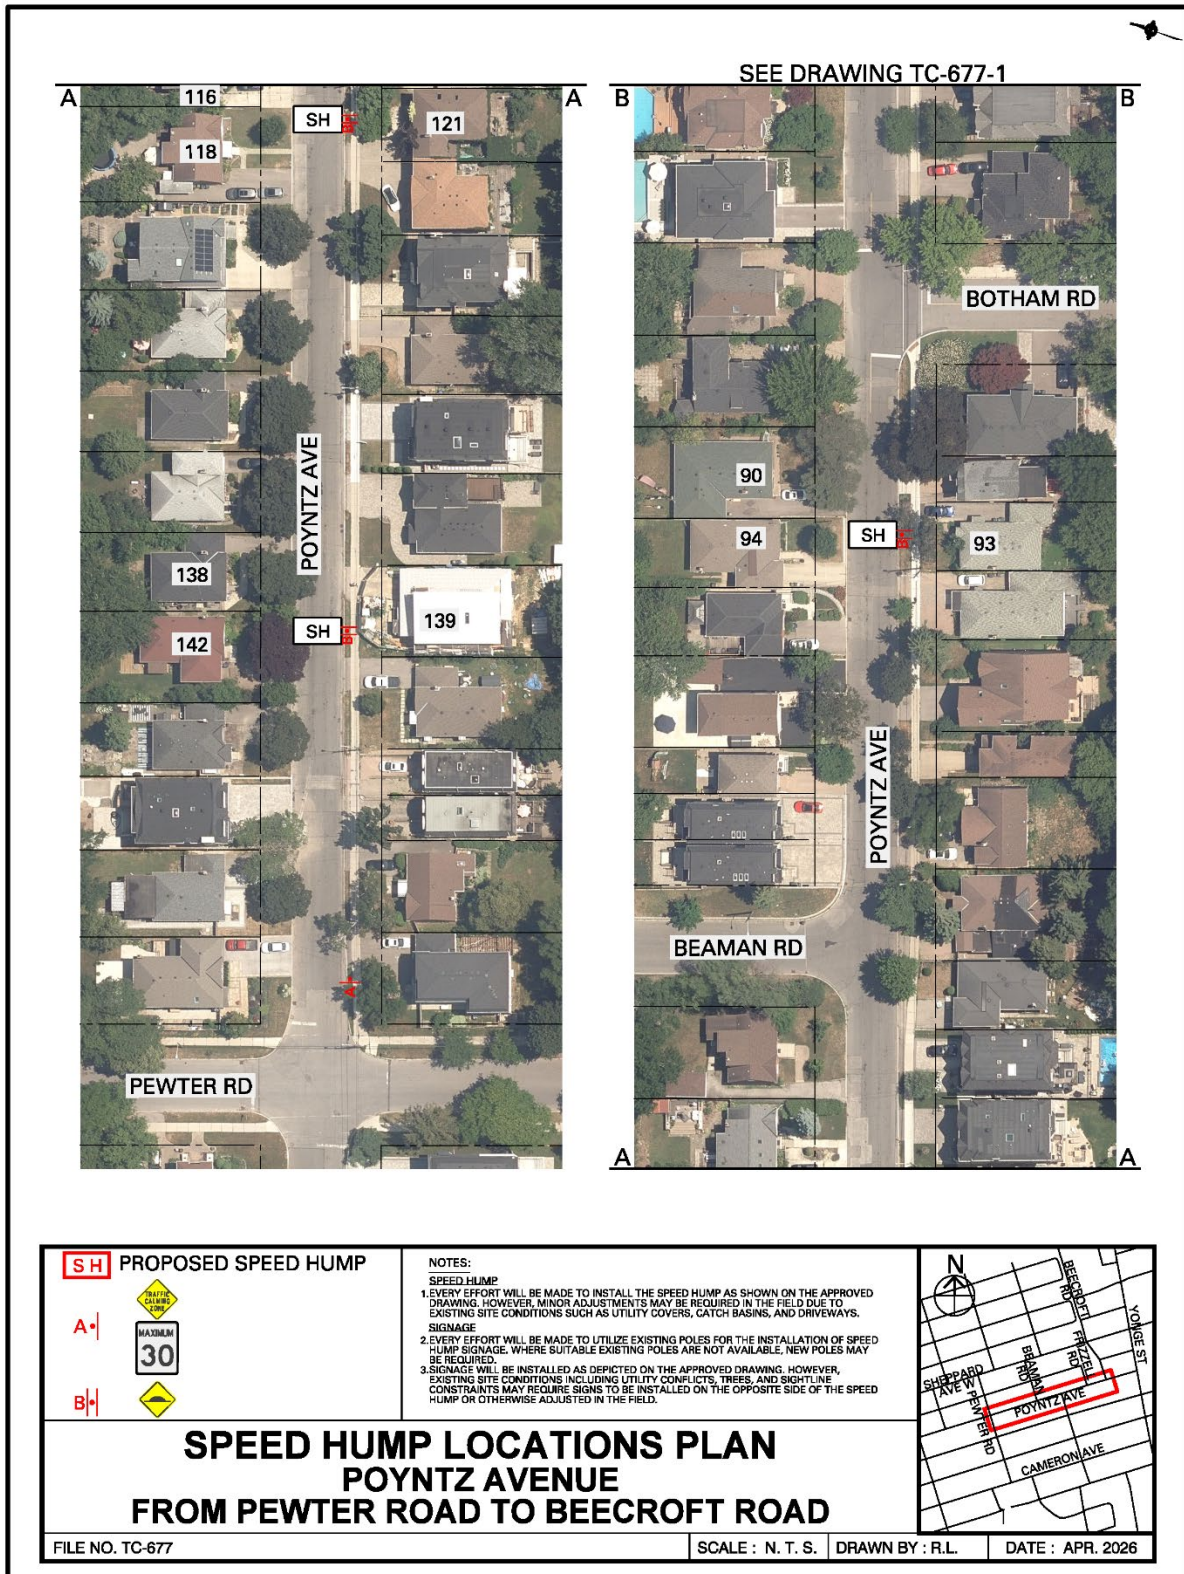 SEE DRAWING TC-677-1
A
A
116
SH
B
121
118
POYNTZ AVE
138
139
SH
B
142
A
PEWTER RD
B
B
BOTHAM RD
90
SH
B
94
93
POYNTZ AVE
BEAMAN RD
A
A
SH PROPOSED SPEED HUMP
TRAFFIC
CALMING
ZONE
A
MAXIMUM
30
B
NOTES:
SPEED HUMP
1.EVERY EFFORT WILL BE MADE TO INSTALL THE SPEED HUMP AS SHOWN ON THE APPROVED
DRAWING. HOWEVER, MINOR ADJUSTMENTS MAY BE REQUIRED IN THE FIELD DUE TO
EXISTING SITE CONDITIONS SUCH AS UTILITY COVERS, CATCH BASINS, AND DRIVEWAYS.
SIGNAGE
2.EVERY EFFORT WILL BE MADE TO UTILIZE EXISTING POLES FOR THE INSTALLATION OF SPEED
HUMP SIGNAGE. WHERE SUITABLE EXISTING POLES ARE NOT AVAILABLE, NEW POLES MAY
BE REQUIRED.
3.SIGNAGE WILL BE INSTALLED AS DEPICTED ON THE APPROVED DRAWING. HOWEVER,
EXISTING SITE CONDITIONS INCLUDING UTILITY CONFLICTS, TREES, AND SIGHTLINE
CONSTRAINTS MAY REQUIRE SIGNS TO BE INSTALLED ON THE OPPOSITE SIDE OF THE SPEED
HUMP OR OTHERWISE ADJUSTED IN THE FIELD.
N
BEECROFT
RD
YONGE ST
FRIZZELL
RD
BEAMAN
RD
SHEPPARD
AVE W
POYNTZ AVE
PEWTER RD
CAMERON AVE
SPEED HUMP LOCATIONS PLAN
POYNTZ AVENUE
FROM PEWTER ROAD TO BEECROFT ROAD
FILE NO. TC-677
SCALE : N. T. S.
DRAWN BY : R.L.
DATE : APR. 2026